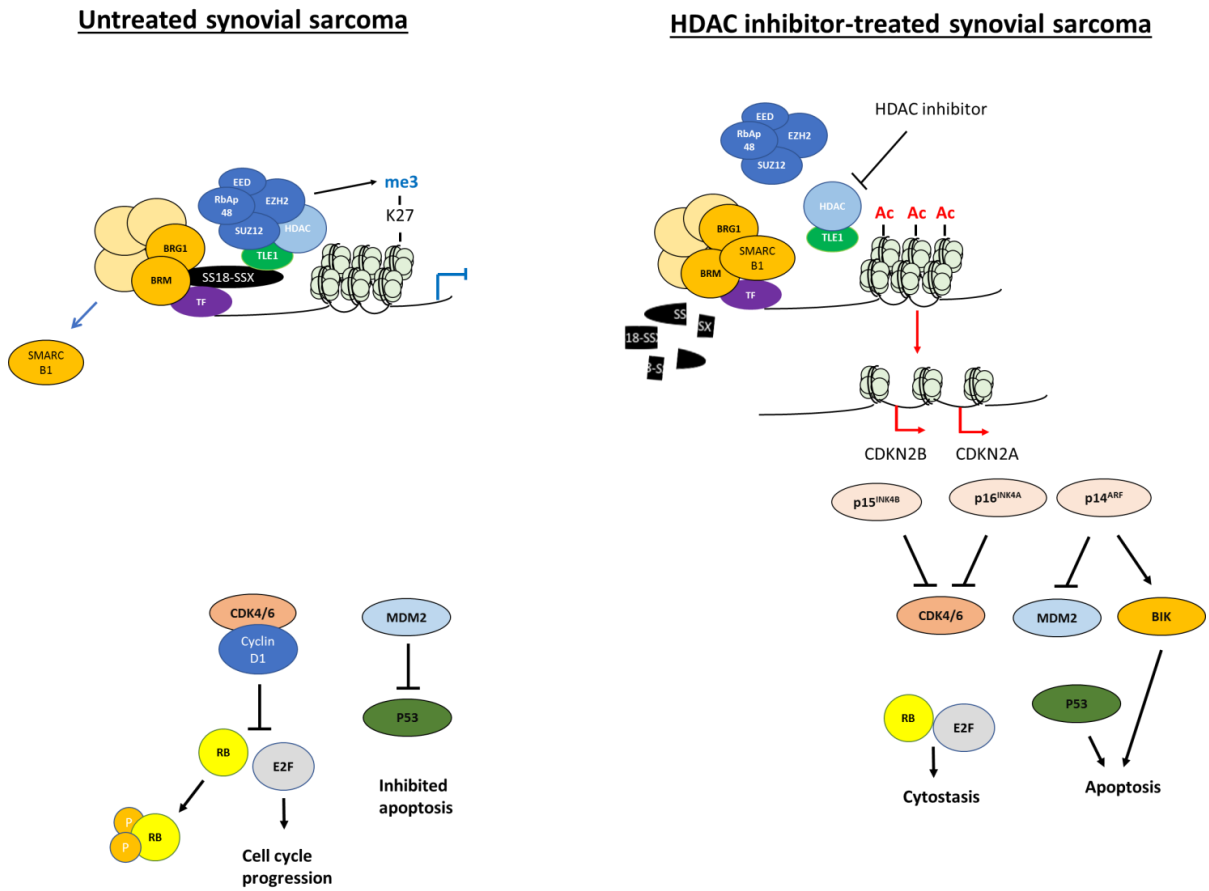 Untreated synovial sarcoma
EED
RbAp
48
EZH2
SUZ12
HDAC
TLE1
me3
K27
BRG1
BRM
SS18-SSX
TF
SMARC
B1
CDK4/6
Cyclin
D1
MDM2
P53
RB
E2F
Inhibited
apoptosis
P
P
RB
Cell cycle
progression
HDAC inhibitor-treated synovial sarcoma
HDAC inhibitor
EED
RbAp
48
EZH2
SUZ12
HDAC
TLE1
Ac Ac Ac
BRG1
SMARC
B1
BRM
TF
SS
SX
18-SS
8-S
CDKN2B CDKN2A
p15INK4B p16INK4A p14ARF
CDK4/6 MDM2 BIK
RB E2F
P53
Cytostasis
Apoptosis